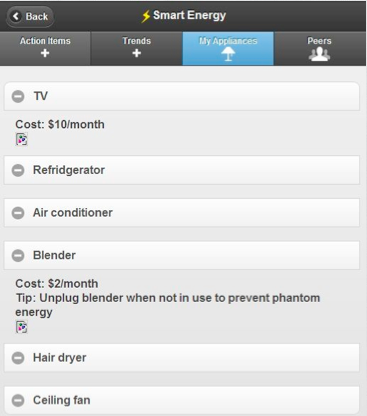 Back
Smart Energy
Action Items
Trends
My Appliances
Peers
TV
Cost: $10/month
Refridgerator
Air conditioner
Blender
Cost: $2/month
Tip: Unplug blender when not in use to prevent phantom
energy
Hair dryer
Ceiling fan